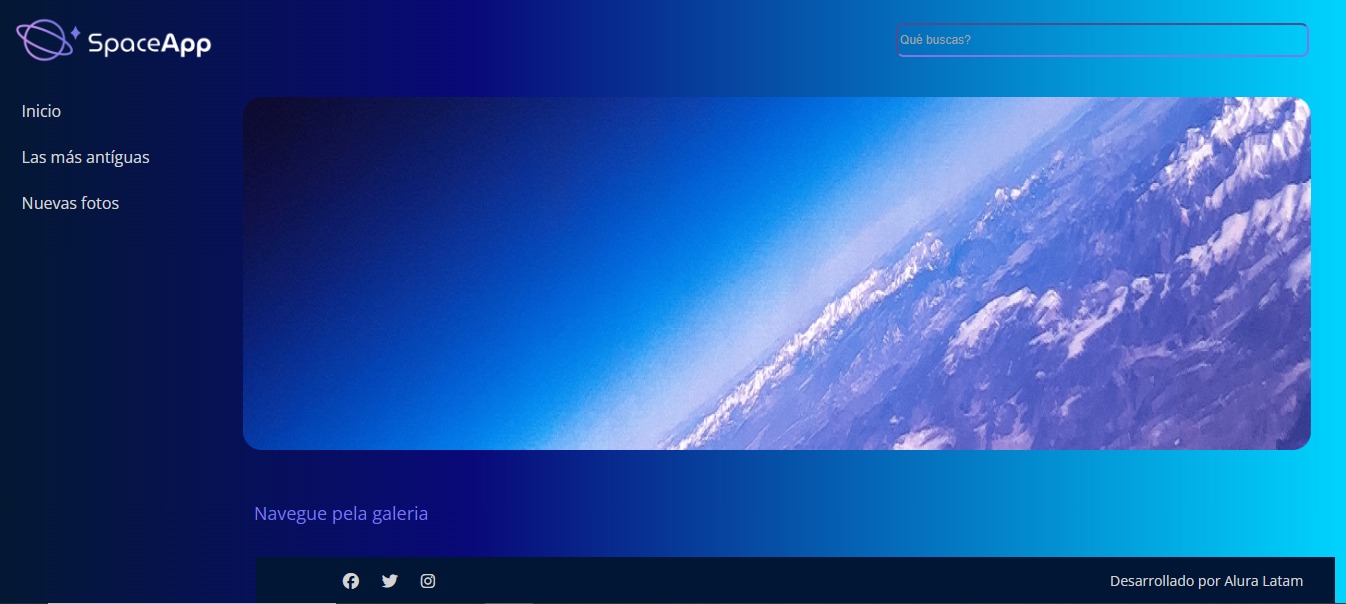 SpaceApp
Qué buscas?
Inicio
Las más antíguas
Nuevas fotos
Navegue pela galeria
Desarrollado por Alura Latam